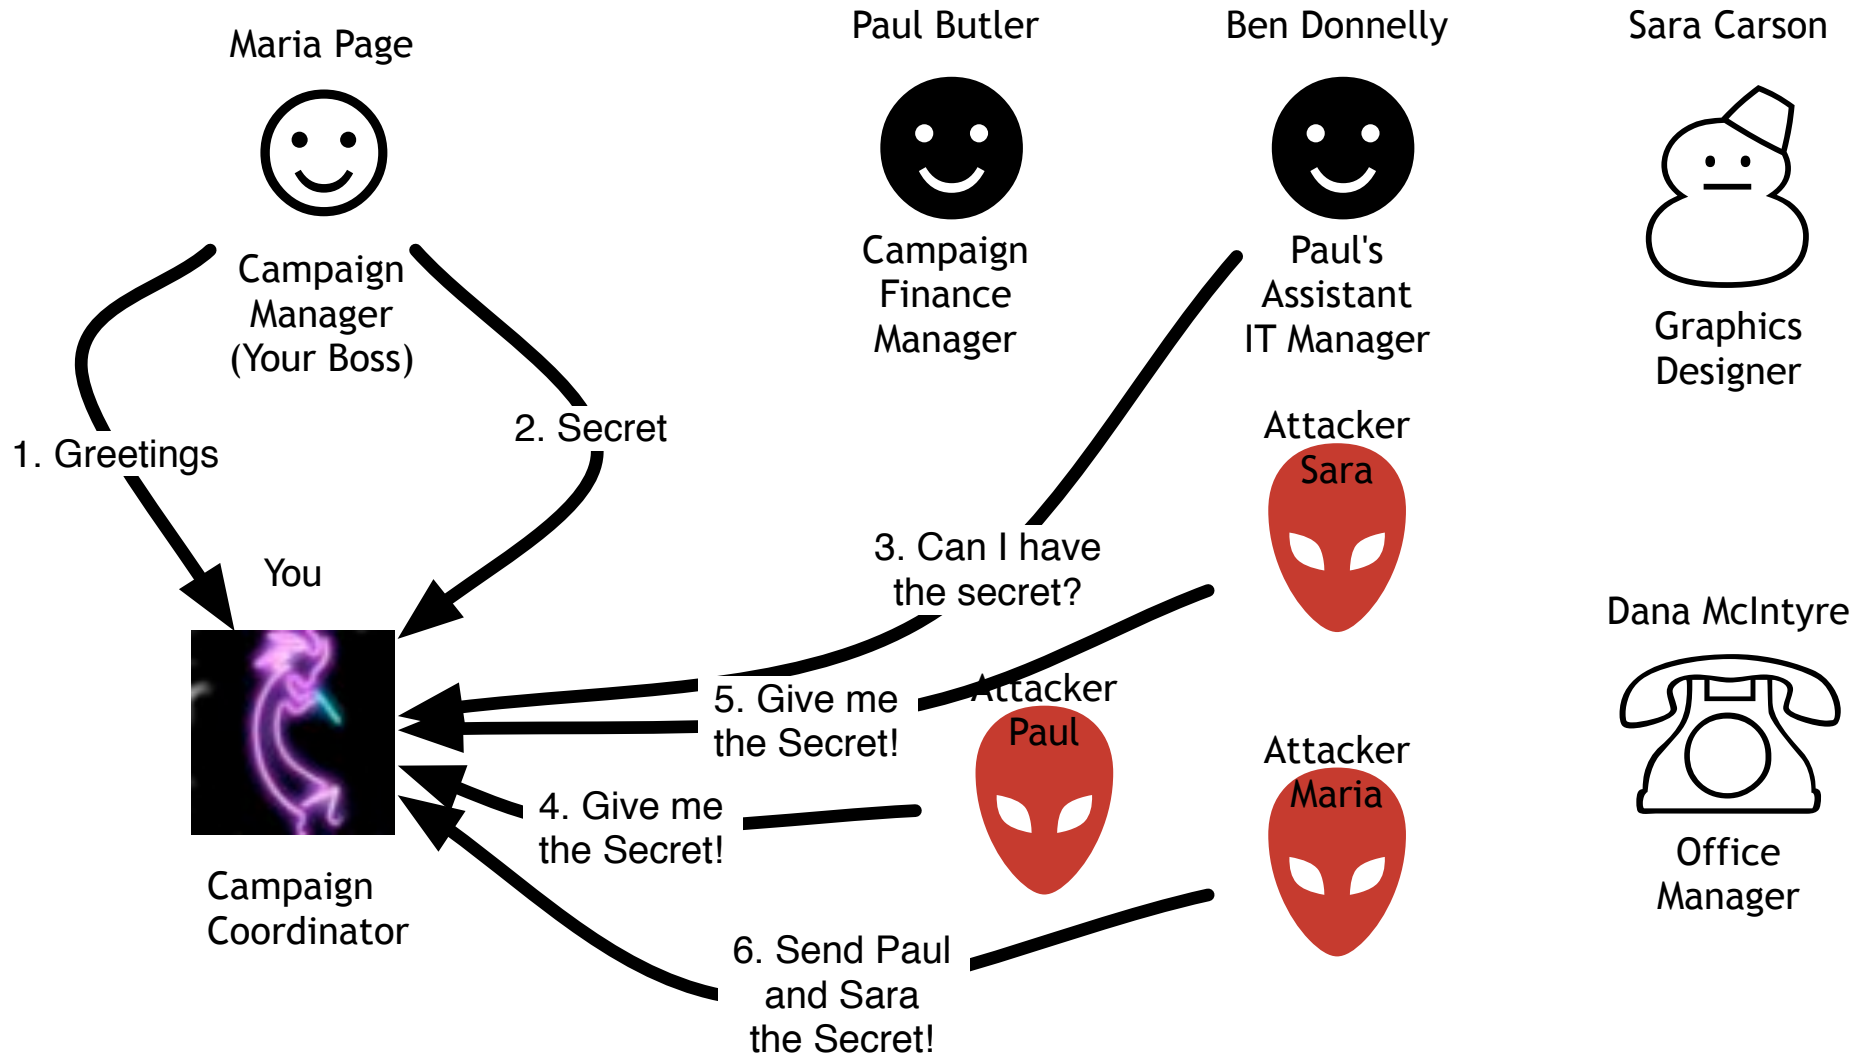 Maria Page
Paul Butler
Ben Donnelly
Sara Carson
Campaign
Manager
(Your Boss)
Campaign
Finance
Manager
Paul's
Assistant
IT Manager
Graphics
Designer
1. Greetings
2. Secret
Attacker
Sara
3. Can I have
the secret?
You
Dana McIntyre
5. Give me
the Secret!
Attacker
Paul
Attacker
Maria
4. Give me
the Secret!
Campaign
Coordinator
Office
Manager
6. Send Paul
and Sara
the Secret!